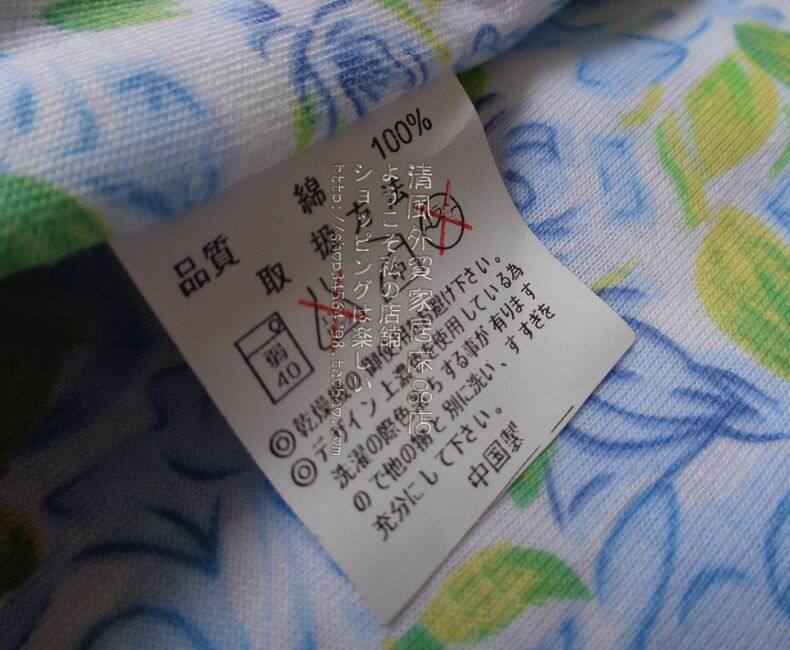 品質 綿 100%
取扱方法
弱
40
◎乾燥機の御使用はお避け下さい。
◎デザイン上濃色を使用している為
洗濯の際色落ちする事が有ります
ので他の物と別に洗い、すすぎを
充分にして下さい。
中国製
清風外貿家居床品店
ようこそ私の店舗
ショッピングは楽しい